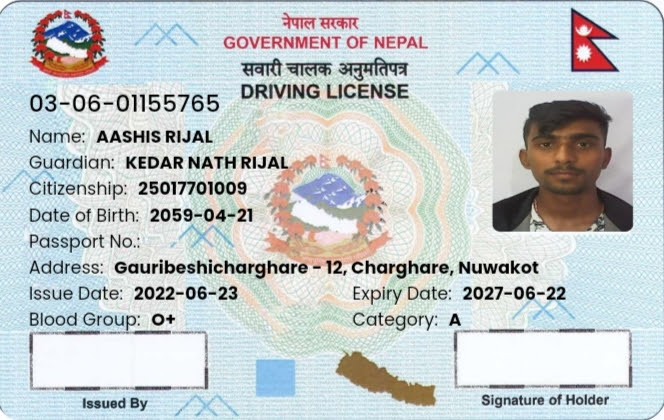 नेपाल सरकार
GOVERNMENT OF NEPAL
सवारी चालक अनुमतिपत्र
DRIVING LICENSE
03-06-01155765
Name: AASHIS RIJAL
Guardian: KEDAR NATH RIJAL
Citizenship: 25017701009
Date of Birth: 2059-04-21
Passport No.:
Address: Gauribeshicharghare - 12, Charghare, Nuwakot
Issue Date: 2022-06-23 Expiry Date: 2027-06-22
Blood Group: O+ Category: A
Issued By Signature of Holder